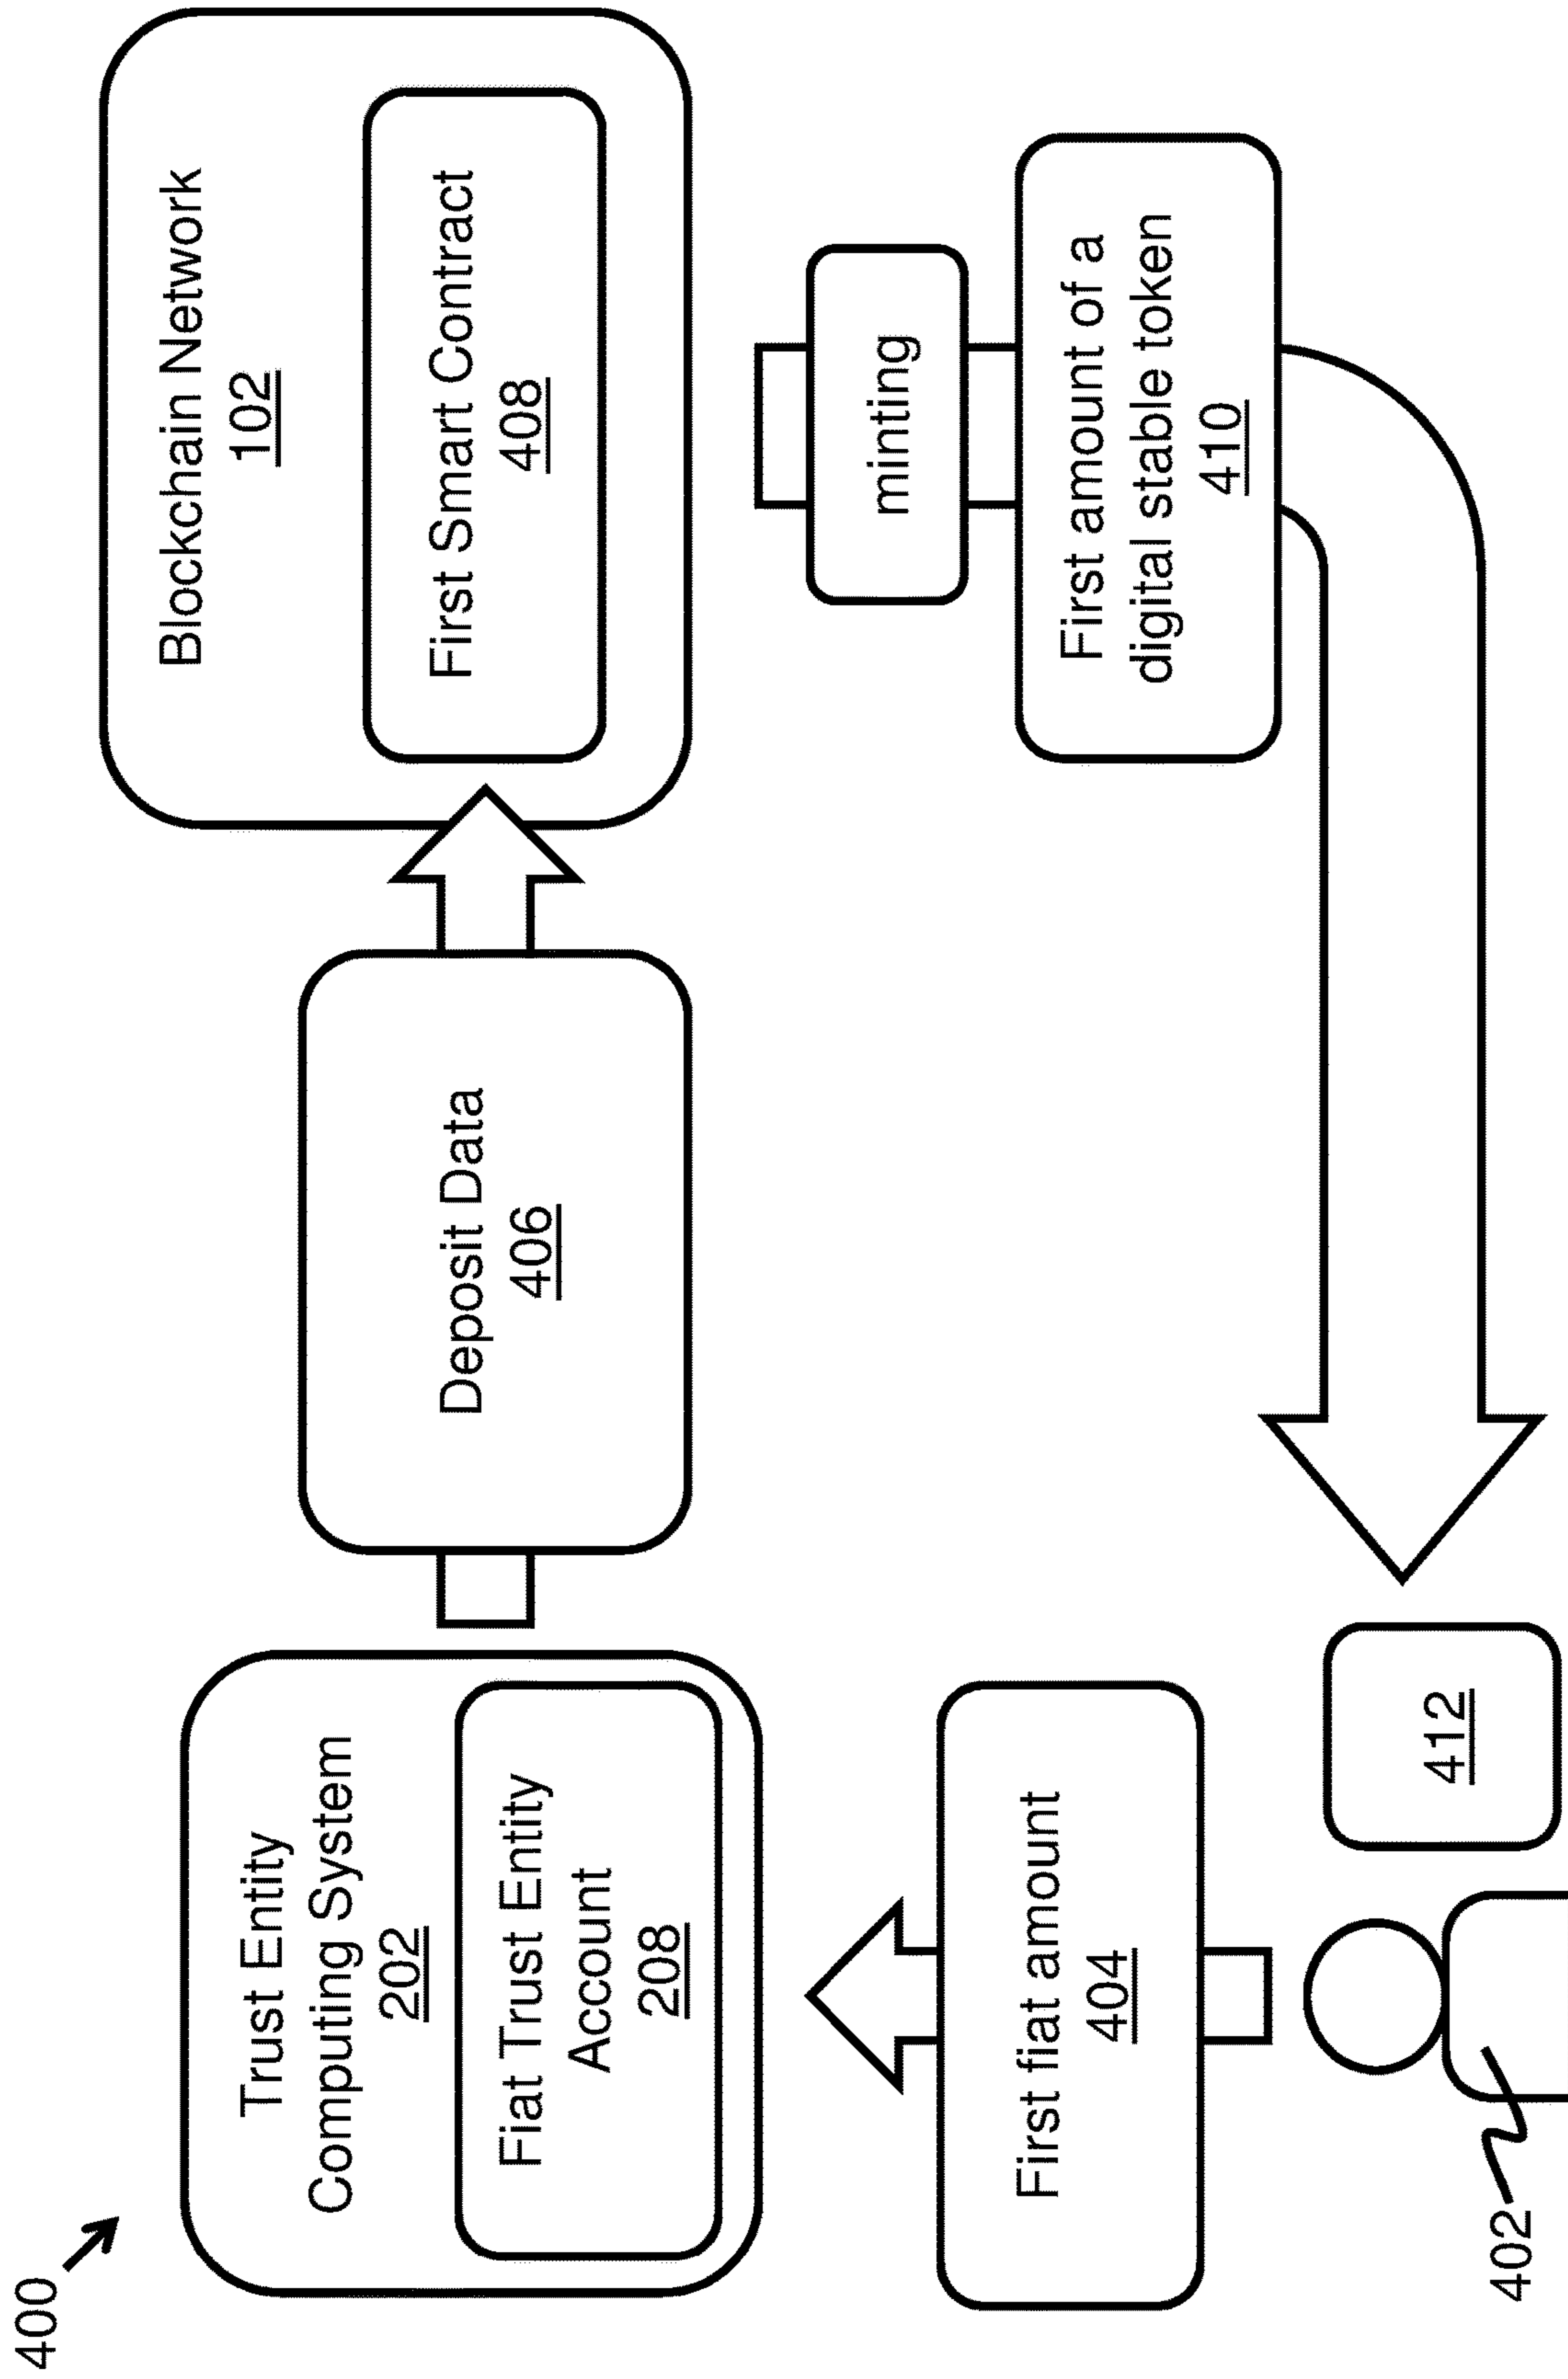 400
Trust Entity
Computing System
202
Fiat Trust Entity
Account
208
Deposit Data
406
Blockchain Network
102
First Smart Contract
408
minting
First amount of a
digital stable token
410
First fiat amount
404
412
402